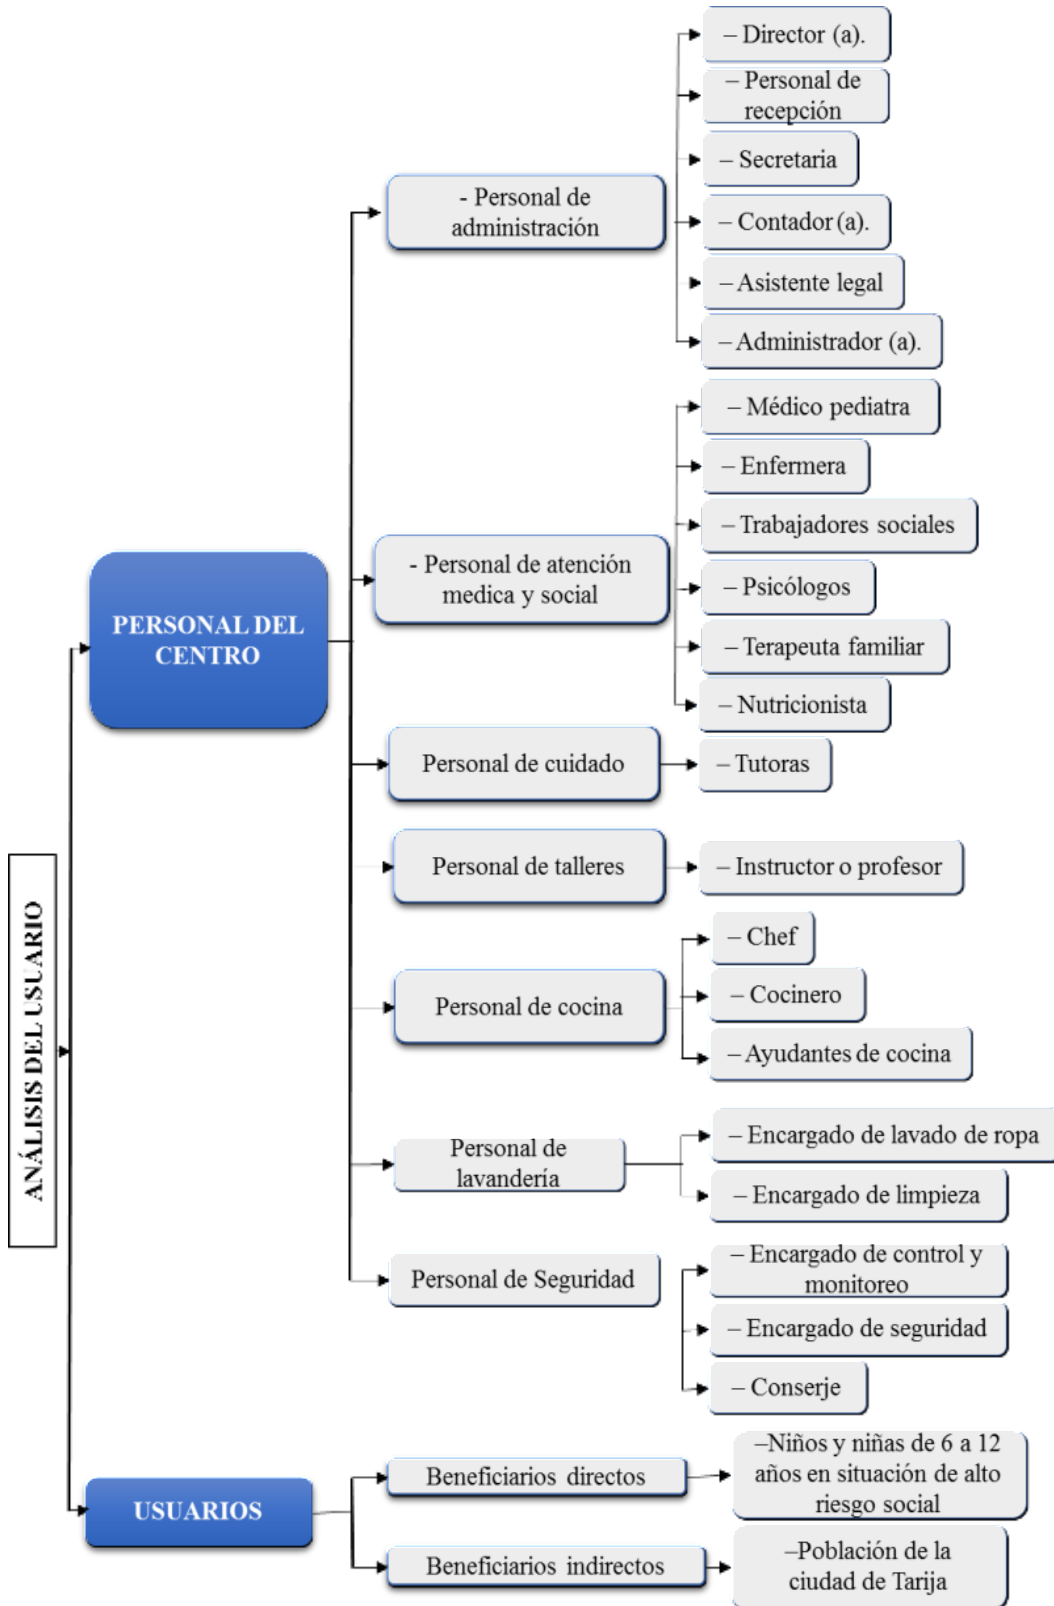 ANÁLISIS DEL USUARIO
PERSONAL DEL
CENTRO
- Personal de
administración
– Director (a).
– Personal de
recepción
– Secretaria
– Contador (a).
– Asistente legal
– Administrador (a).
- Personal de atención
medica y social
– Médico pediatra
– Enfermera
– Trabajadores sociales
– Psicólogos
– Terapeuta familiar
– Nutricionista
Personal de cuidado
– Tutoras
Personal de talleres
– Instructor o profesor
Personal de cocina
– Chef
– Cocinero
– Ayudantes de cocina
Personal de
lavandería
– Encargado de lavado de ropa
– Encargado de limpieza
Personal de Seguridad
– Encargado de control y
monitoreo
– Encargado de seguridad
– Conserje
USUARIOS
Beneficiarios directos
–Niños y niñas de 6 a 12
años en situación de alto
riesgo social
Beneficiarios indirectos
–Población de la
ciudad de Tarija